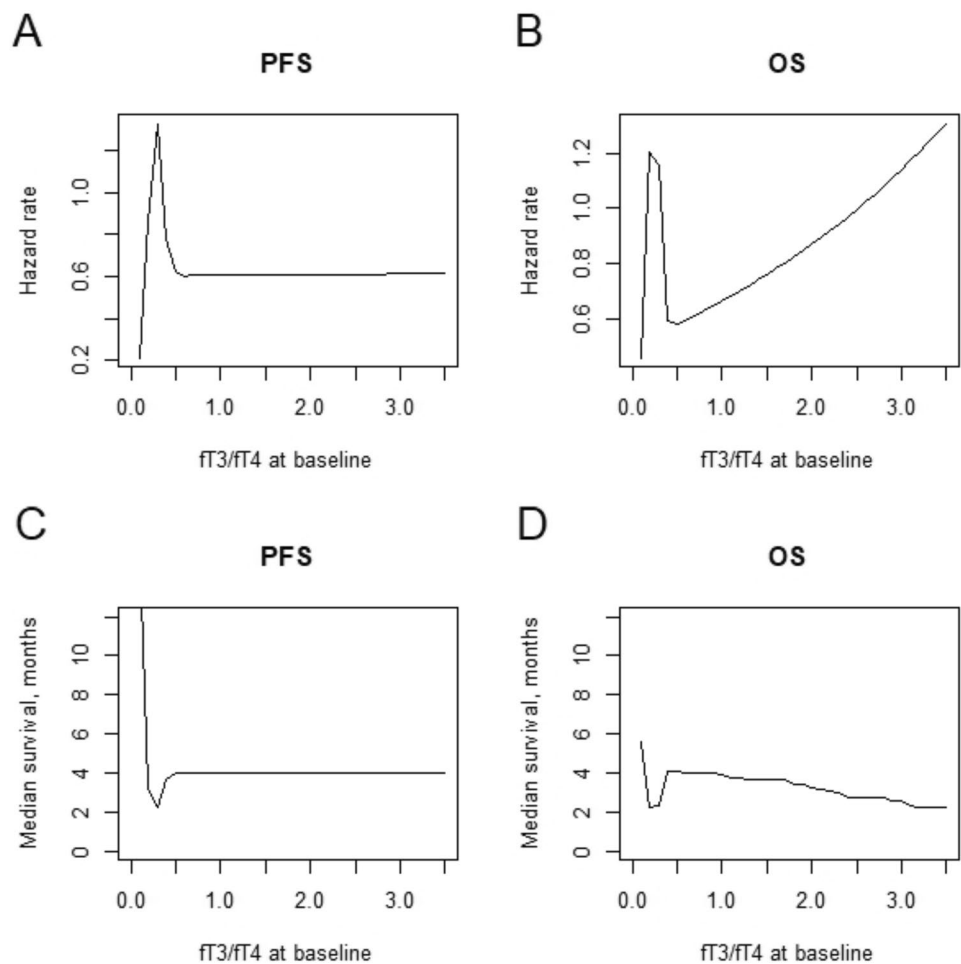 A
PFS
Hazard rate
1.0
0.6
0.2
0.0 1.0 2.0 3.0
fT3/fT4 at baseline
B
OS
Hazard rate
1.2
1.0
0.8
0.6
0.0 1.0 2.0 3.0
fT3/fT4 at baseline
C
PFS
Median survival, months
10
8
6
4
2
0
0.0 1.0 2.0 3.0
fT3/fT4 at baseline
D
OS
Median survival, months
10
8
6
4
2
0
0.0 1.0 2.0 3.0
fT3/fT4 at baseline